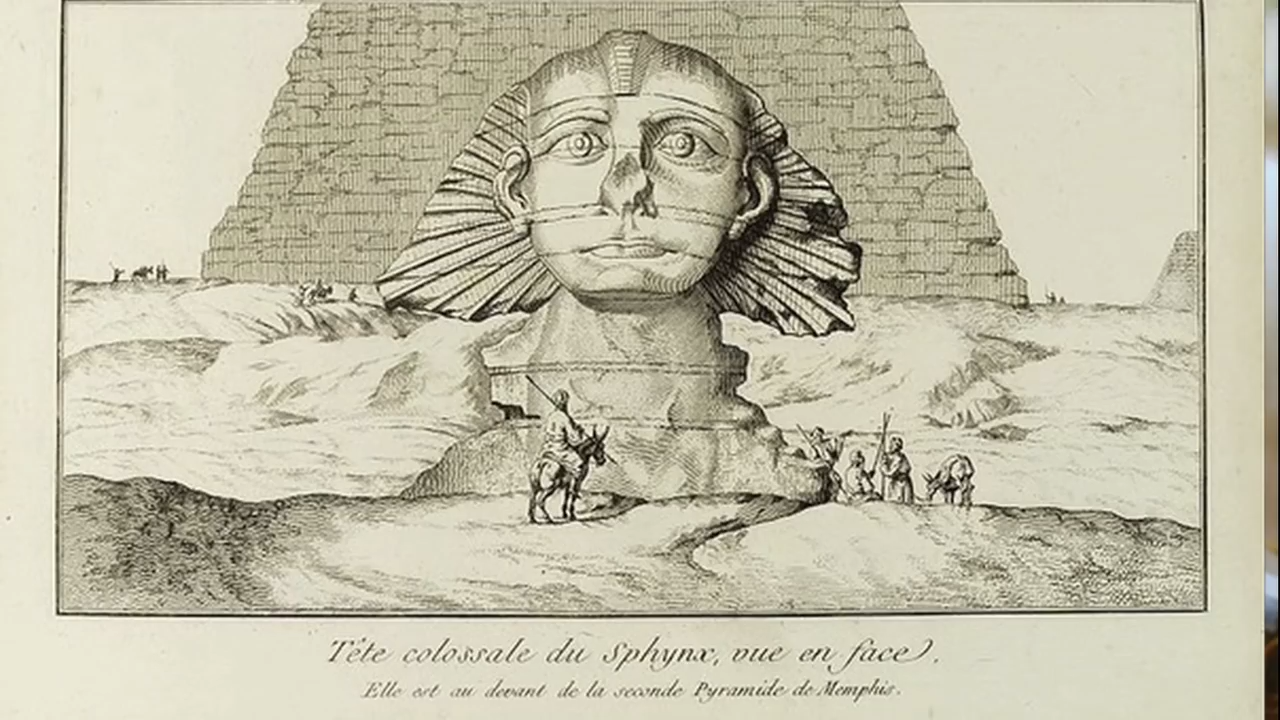 Tête colossale du Sphynx, vue en face.
Elle est au devant de la seconde Pyramide de Memphis.